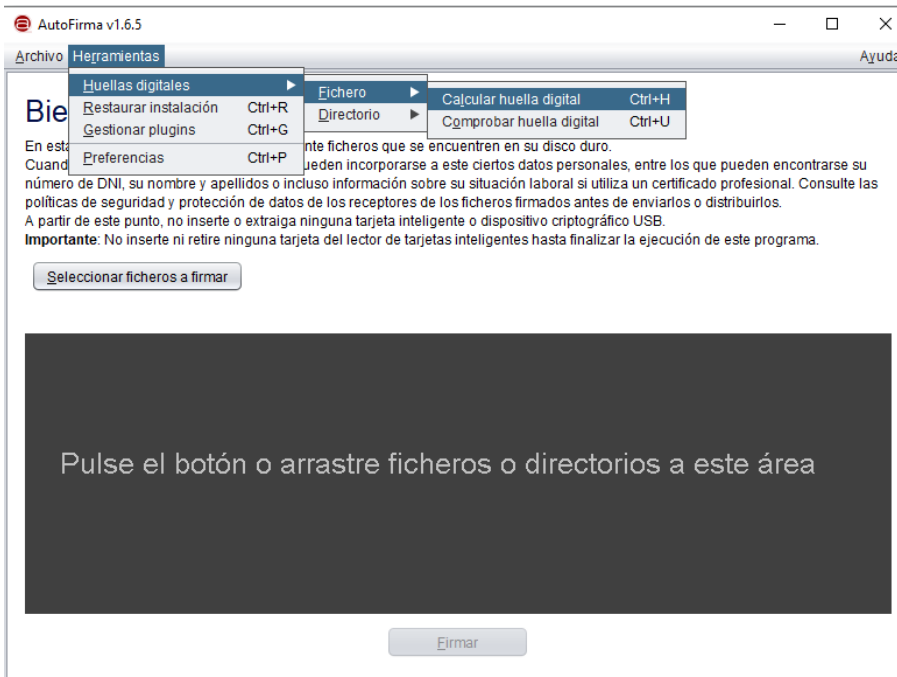 AutoFirma v1.6.5
Archivo Herramientas Ayuda
Huellas digitales
Restaurar instalación Ctrl+R
Gestionar plugins Ctrl+G
Preferencias Ctrl+P
Fichero
Directorio
Calcular huella digital Ctrl+H
Comprobar huella digital Ctrl+U
nte ficheros que se encuentren en su disco duro.
ueden incorporarse a este ciertos datos personales, entre los que pueden encontrarse su
número de DNI, su nombre y apellidos o incluso información sobre su situación laboral si utiliza un certificado profesional. Consulte las
políticas de seguridad y protección de datos de los receptores de los ficheros firmados antes de enviarlos o distribuirlos.
A partir de este punto, no inserte o extraiga ninguna tarjeta inteligente o dispositivo criptográfico USB.
Importante: No inserte ni retire ninguna tarjeta del lector de tarjetas inteligentes hasta finalizar la ejecución de este programa.
Seleccionar ficheros a firmar
Pulse el botón o arrastre ficheros o directorios a este área
Firmar